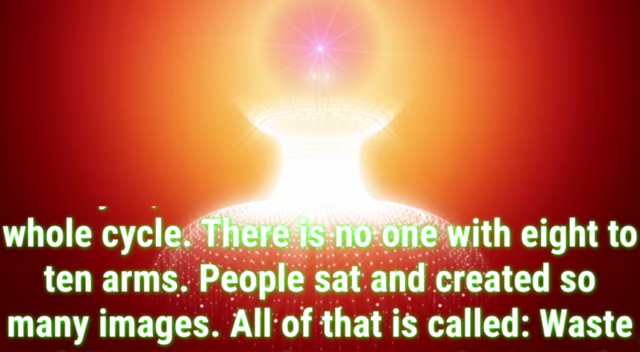 whole cycle. There is no one with eight to
ten arms. People sat and created so
many images. All of that is called: Waste